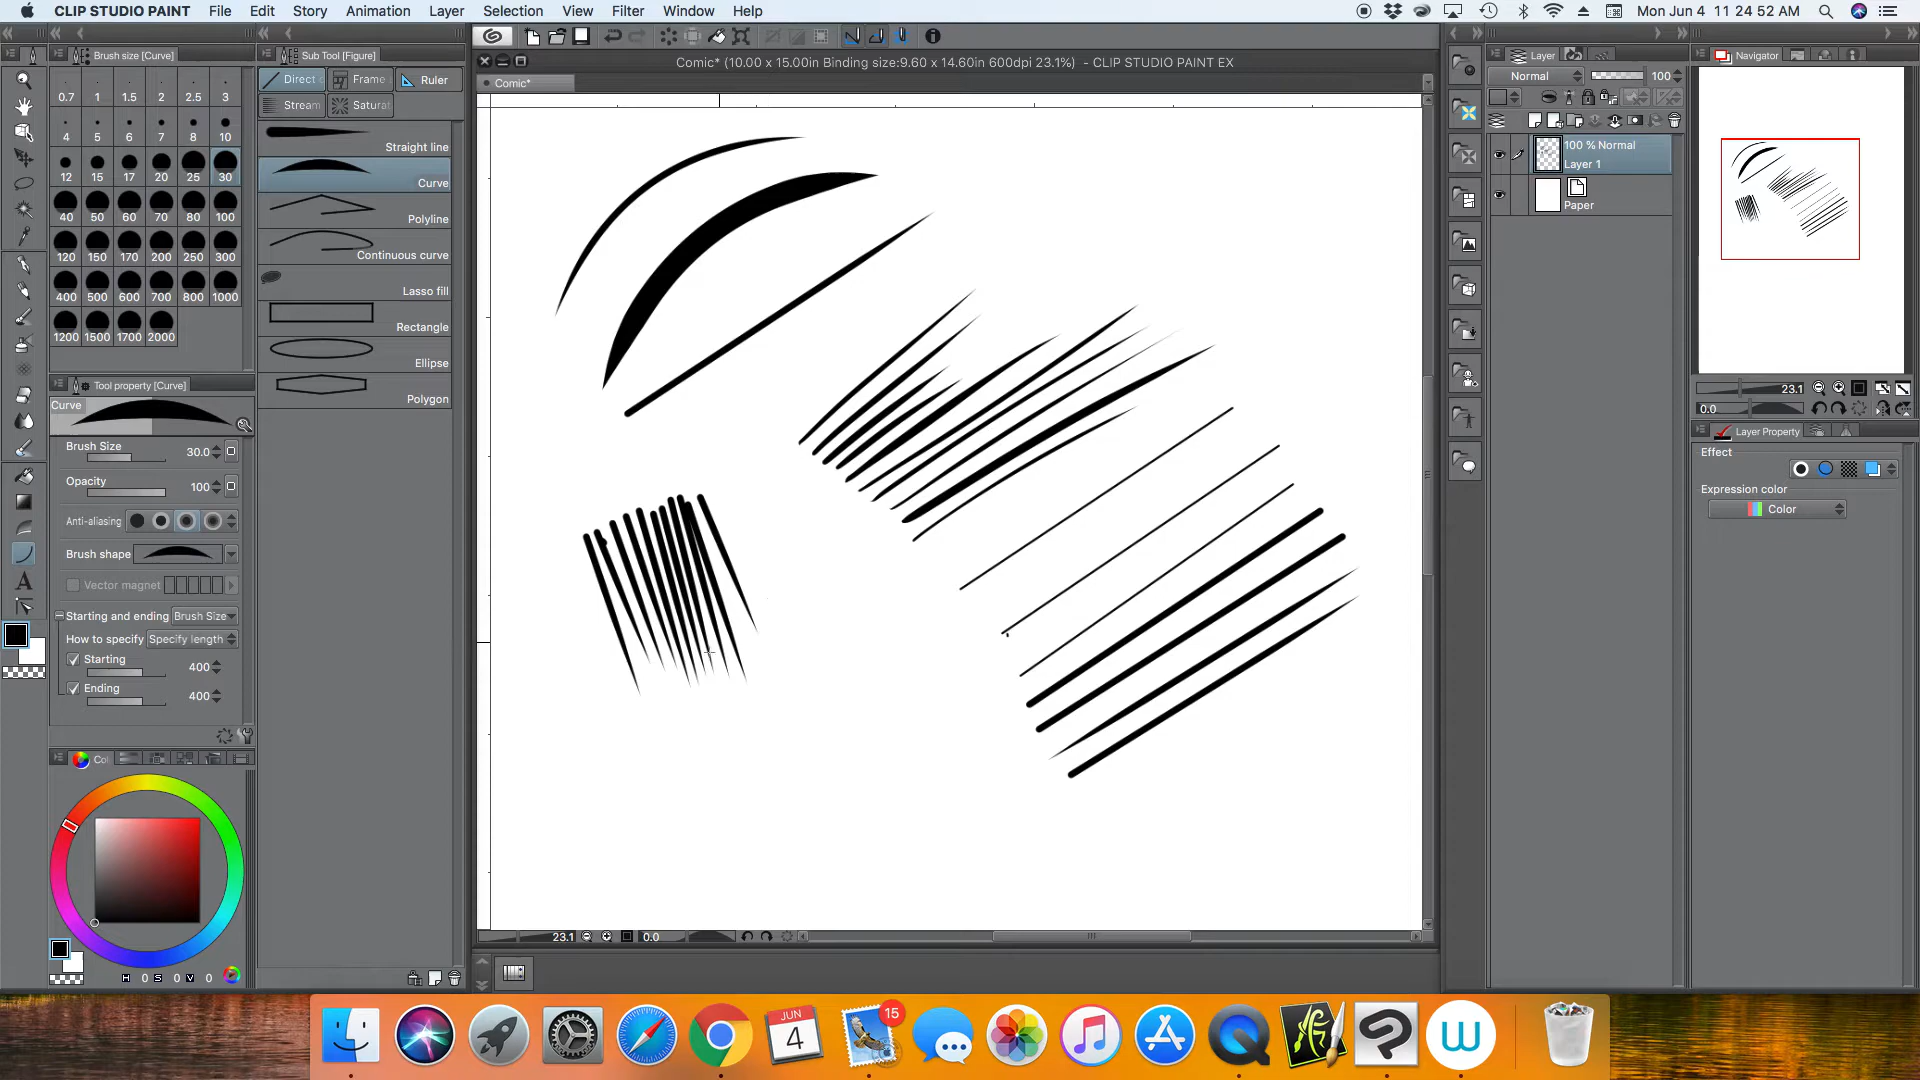 CLIP STUDIO PAINT File Edit Story Animation Layer Selection View Filter Window Help Mon Jun 4 11 24 52 AM
Comic* (10.00 x 15.00in Binding size:9.60 x 14.60in 600dpi 23.1%) - CLIP STUDIO PAINT EX
Comic*
Brush size [Curve]
0.7 1 1.5 2 2.5 3
4 5 6 7 8 10
12 15 17 20 25 30
40 50 60 70 80 100
120 150 170 200 250 300
400 500 600 700 800 1000
1200 1500 1700 2000
Tool property [Curve]
Curve
Brush Size 30.0
Opacity 100
Anti-aliasing
Brush shape
Vector magnet
Starting and ending Brush Size
How to specify Specify length
Starting 400
Ending 400
Col
H 0 S 0 V 0
Sub Tool [Figure]
Direct Frame Ruler
Stream Saturat
Straight line
Curve
Polyline
Continuous curve
Lasso fill
Rectangle
Ellipse
Polygon
23.1 0.0
Layer
Normal 100
100 % Normal
Layer 1
Paper
Navigator
23.1
0.0
Layer Property
Effect
Expression color
Color
JUN
4
15
A
W